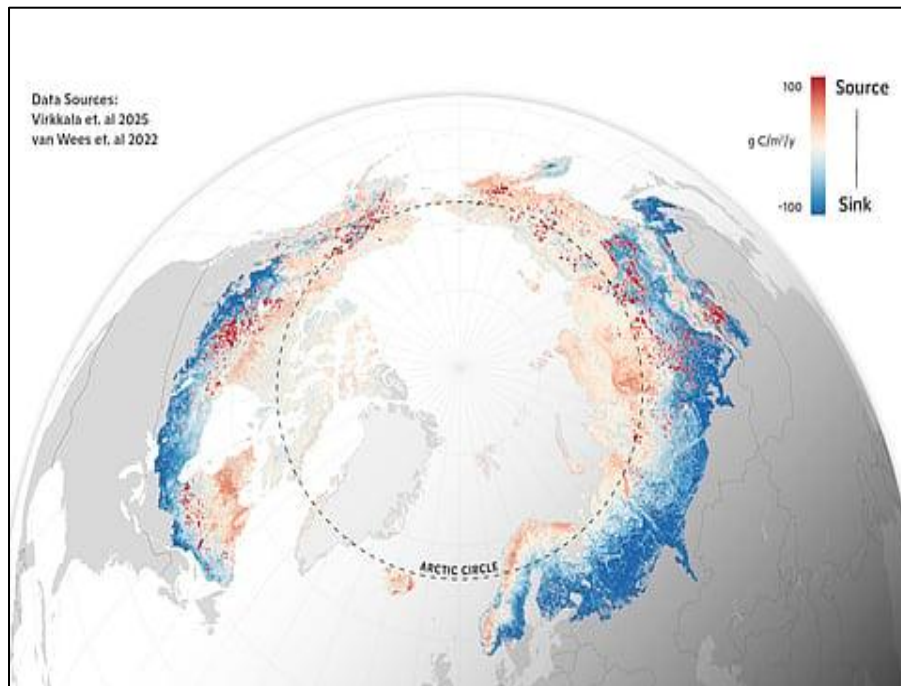 Data Sources:
Virkkala et. al 2025
van Wees et. al 2022
100
Source
g C/m²/y
-100
Sink
ARCTIC CIRCLE